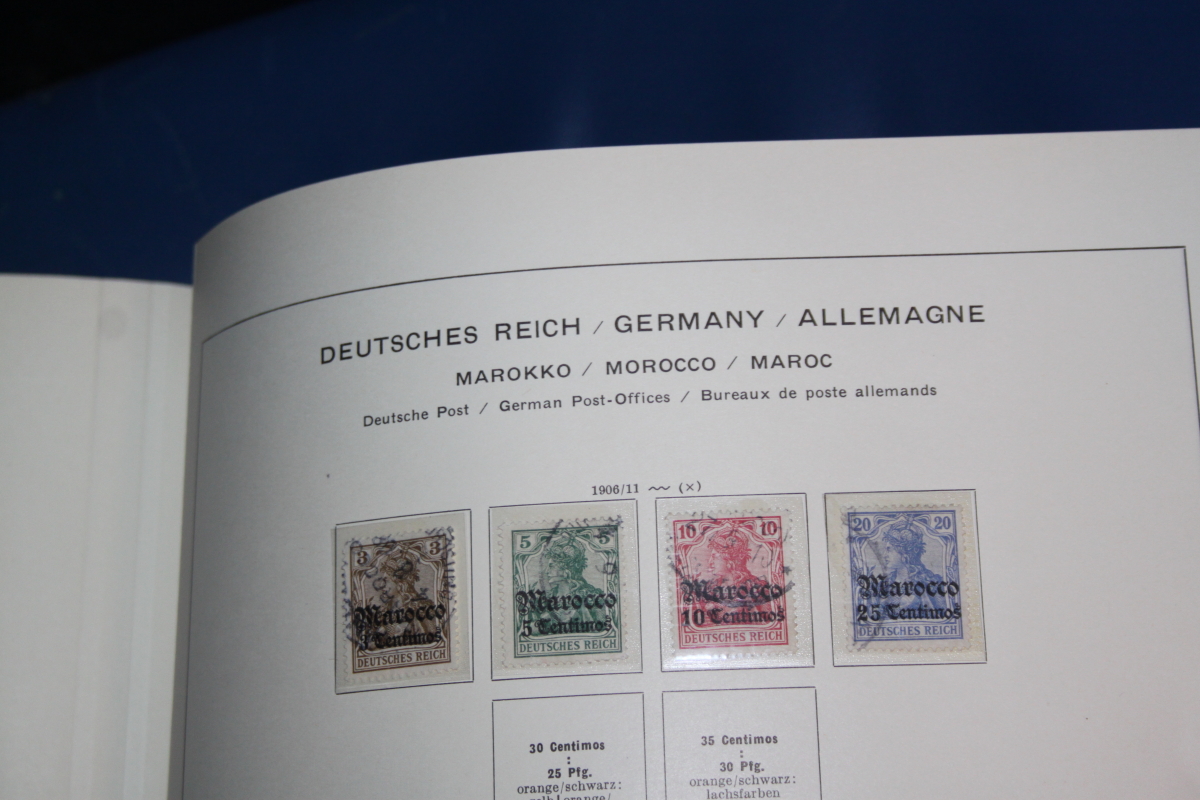 DEUTSCHES REICH / GERMANY / ALLEMAGNE
MAROKKO / MOROCCO / MAROC
Deutsche Post / German Post-Offices / Bureaux de poste allemands
1906/11 (×)
3 3
Marocco
3 Centimos
DEUTSCHES REICH
5 5
Marocco
5 Centimos
DEUTSCHES REICH
10 10
Marocco
10 Centimos
DEUTSCHES REICH
20 20
Marocco
25 Centimos
DEUTSCHES REICH
30 Centimos
:
25 Pfg.
orange/schwarz:
gelb/orange/
35 Centimos
:
30 Pfg.
orange/schwarz:
lachsfarben